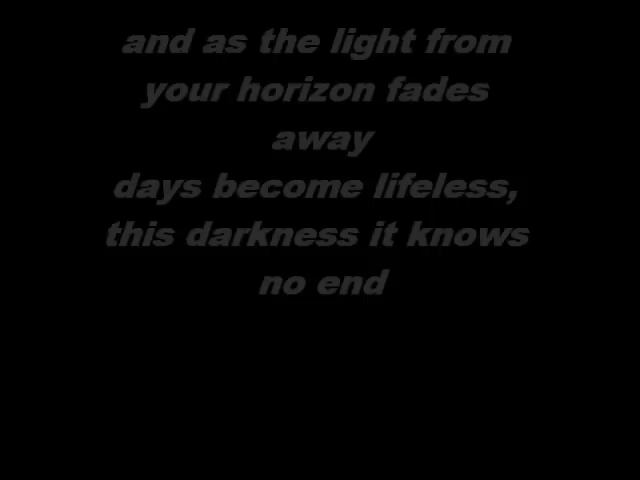 and as the light from
your horizon fades
away
days become lifeless,
this darkness it knows
no end